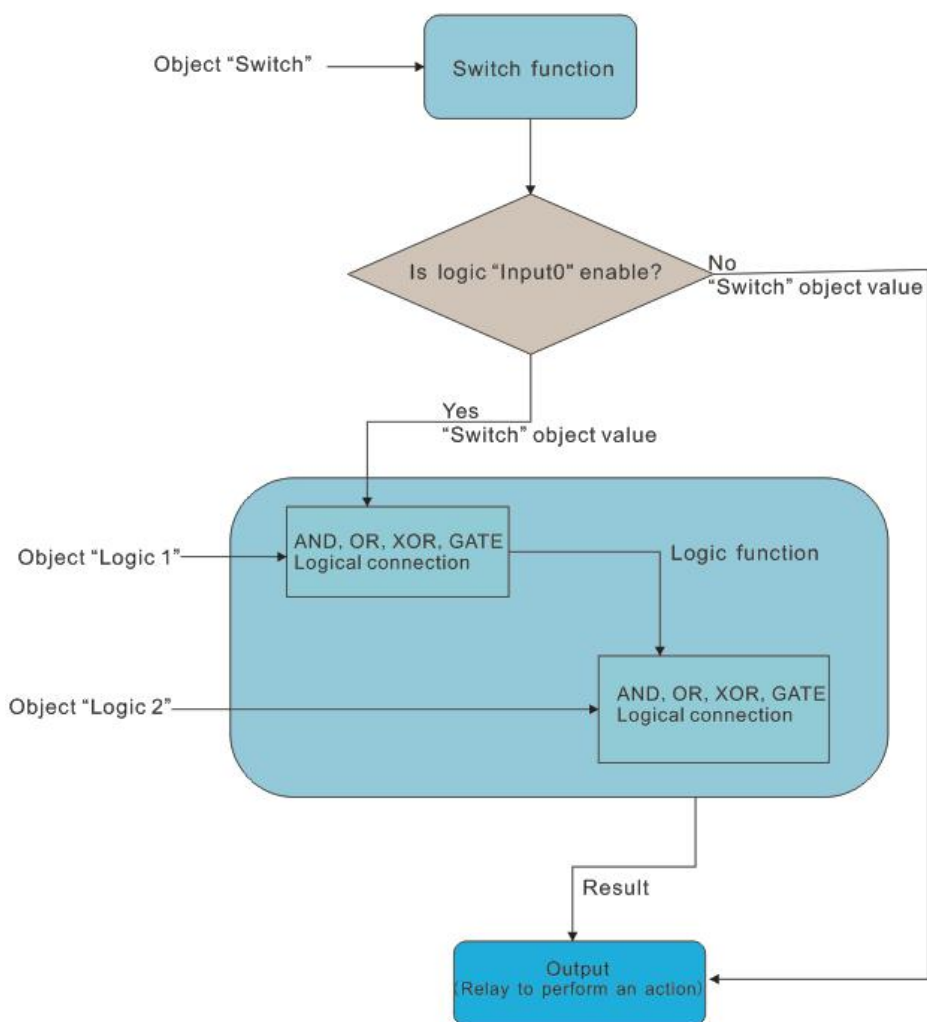 Object “Switch”
Switch function
Is logic “Input0" enable?
No
“Switch” object value
Yes
“Switch” object value
Object “Logic 1”
AND, OR, XOR, GATE
Logical connection
Logic function
Object “Logic 2”
AND, OR, XOR, GATE
Logical connection
Result
Output
(Relay to perform an action)